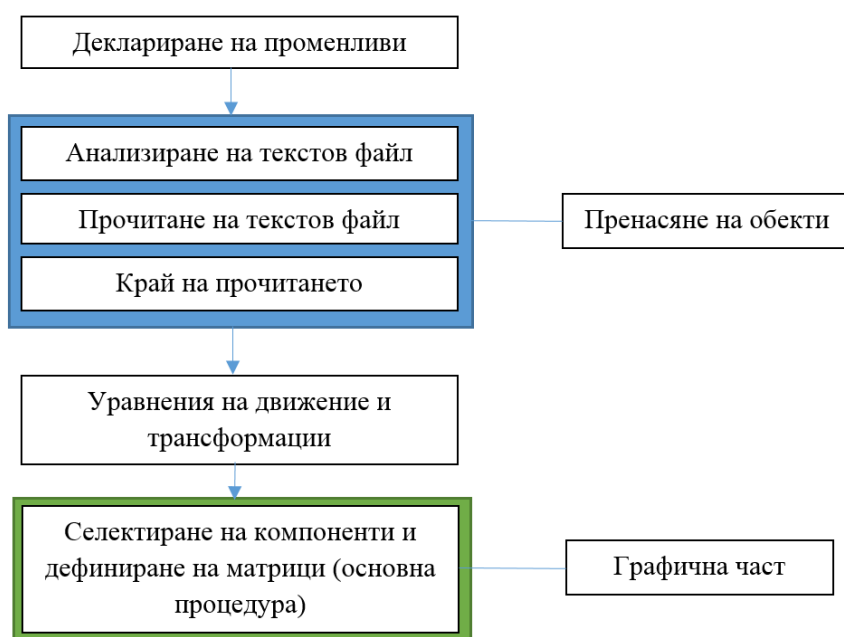 Деклариране на променливи
Анализиране на текстов файл
Прочитане на текстов файл
Пренасяне на обекти
Край на прочитането
Уравнения на движение и
трансформации
Селектиране на компоненти и
дефиниране на матрици (основна
процедура)
Графична част